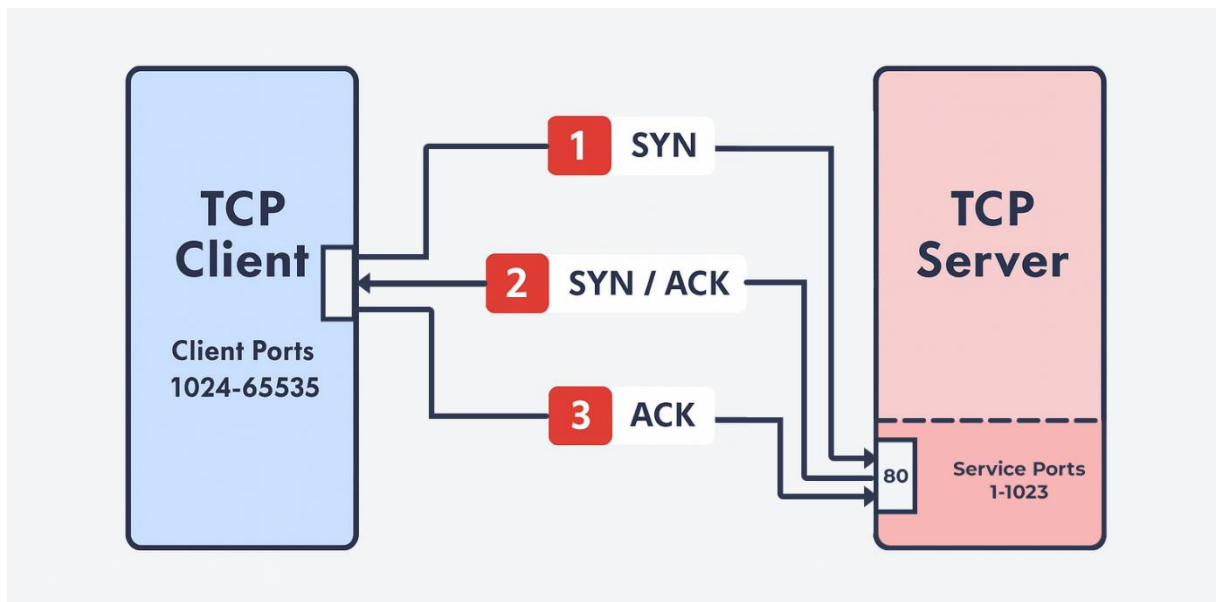 TCP
Client
Client Ports
1024-65535
1 SYN
2 SYN / ACK
3 ACK
TCP
Server
80
Service Ports
1-1023